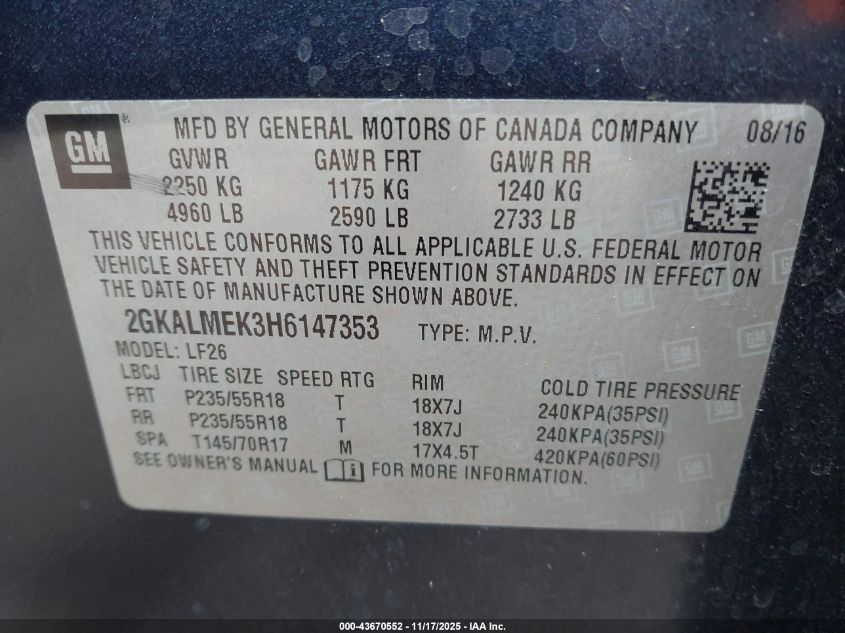 GM ® MFD BY GENERAL MOTORS OF CANADA COMPANY 08/16
GVWR GAWR FRT GAWR RR
2250 KG 1175 KG 1240 KG
4960 LB 2590 LB 2733 LB
THIS VEHICLE CONFORMS TO ALL APPLICABLE U.S. FEDERAL MOTOR
VEHICLE SAFETY AND THEFT PREVENTION STANDARDS IN EFFECT ON
THE DATE OF MANUFACTURE SHOWN ABOVE.
2GKALMEK3H6147353 TYPE: M.P.V.
MODEL: LF26
LBCJ TIRE SIZE SPEED RTG RIM COLD TIRE PRESSURE
FRT P235/55R18 T 18X7J 240KPA(35PSI)
RR P235/55R18 T 18X7J 240KPA(35PSI)
SPA T145/70R17 M 17X4.5T 420KPA(60PSI)
SEE OWNER'S MANUAL i FOR MORE INFORMATION.
000-43670552 - 11/17/2025 - IAA Inc.